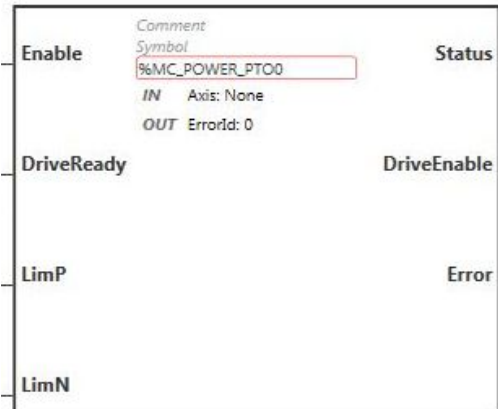 Comment
Enable
Symbol
Status
%MC_POWER_PTO0
IN Axis: None
OUT ErrorId: 0
DriveReady
DriveEnable
LimP
Error
LimN